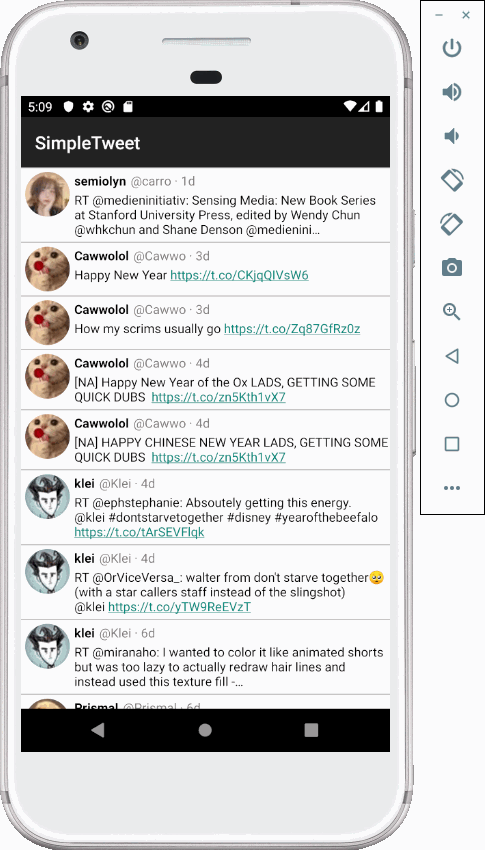 5:09
SimpleTweet
semiolyn @carro · 1d
RT @medieninitiativ: Sensing Media: New Book Series
at Stanford University Press, edited by Wendy Chun
@whkchun and Shane Denson @medienini…
Cawwolol @Cawwo · 3d
Happy New Year https://t.co/CKjqQIVsW6
Cawwolol @Cawwo · 3d
How my scrims usually go https://t.co/Zq87GfRz0z
Cawwolol @Cawwo · 4d
[NA] Happy New Year of the Ox LADS, GETTING SOME
QUICK DUBS  https://t.co/zn5Kth1vX7
Cawwolol @Cawwo · 4d
[NA] HAPPY CHINESE NEW YEAR LADS, GETTING SOME
QUICK DUBS  https://t.co/zn5Kth1vX7
klei @Klei · 4d
RT @ephstephanie: Absoutely getting this energy.
@klei #dontstarvetogether #disney #yearofthebeefalo
https://t.co/tArSEVFlqk
klei @Klei · 4d
RT @OrViceVersa_: walter from don't starve together🥺
(with a star callers staff instead of the slingshot)
@klei https://t.co/yTW9ReEVzT
klei @Klei · 6d
RT @miranaho: I wanted to color it like animated shorts
but was too lazy to actually redraw hair lines and
instead used this texture fill -…
Prismal @Prismal · 6d